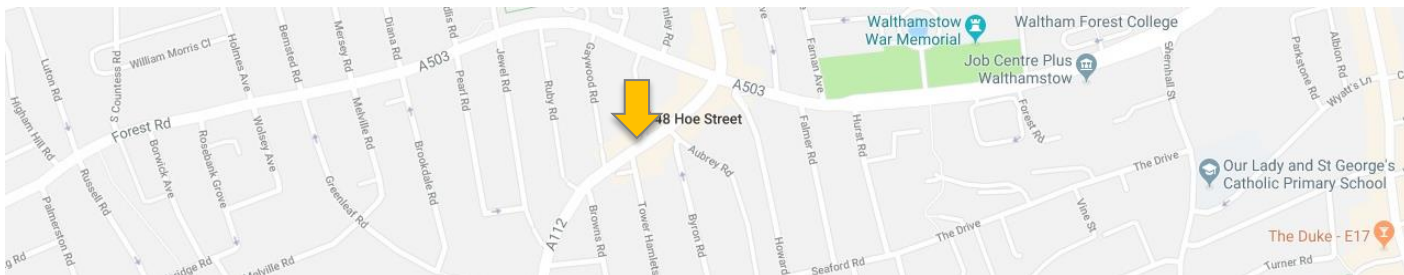 Luton Rd
Higham Hill Rd
S Countess Rd
William Morris Cl
Holmes Ave
Bemsted Rd
Mersey Rd
Diana Rd
A503
Pearl Rd
Jewel Rd
Ruby Rd
Gaywood Rd
A503
Farnan Ave
Walthamstow
War Memorial
Waltham Forest College
Job Centre Plus
Walthamstow
Shernhall St
Parkstone Rd
Albion Rd
Wyatt's Ln
Forest Rd
Borwick Ave
Rosebank Grove
Wolsey Ave
Melville Rd
Brookdale Rd
Greenleaf Rd
48 Hoe Street
Aubrey Rd
Falmer Rd
Hurst Rd
Forest Rd
The Drive
Our Lady and St George's
Catholic Primary School
Russell Rd
Palmerston Rd
A112
Browns Rd
Tower Hamlets
Byron Rd
Howard
The Drive
Vine St
The Duke - E17
Seaford Rd
Turner Rd
Melville Rd